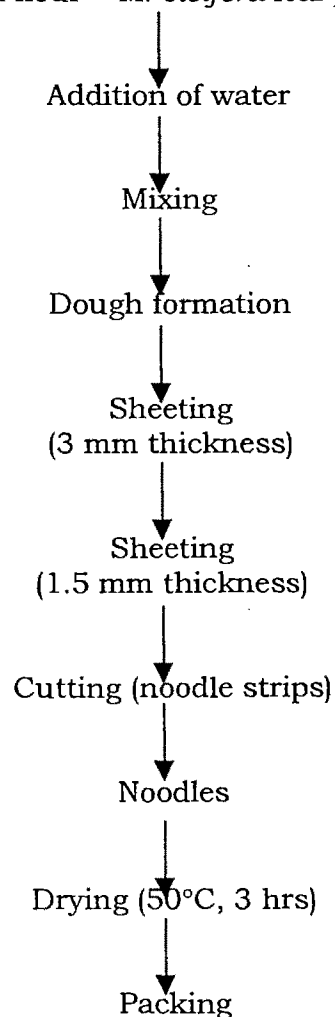 Addition of water
Mixing
Dough formation
Sheeting
(3 mm thickness)
Sheeting
(1.5 mm thickness)
Cutting (noodle strips)
Noodles
Drying (50°C, 3 hrs)
Packing